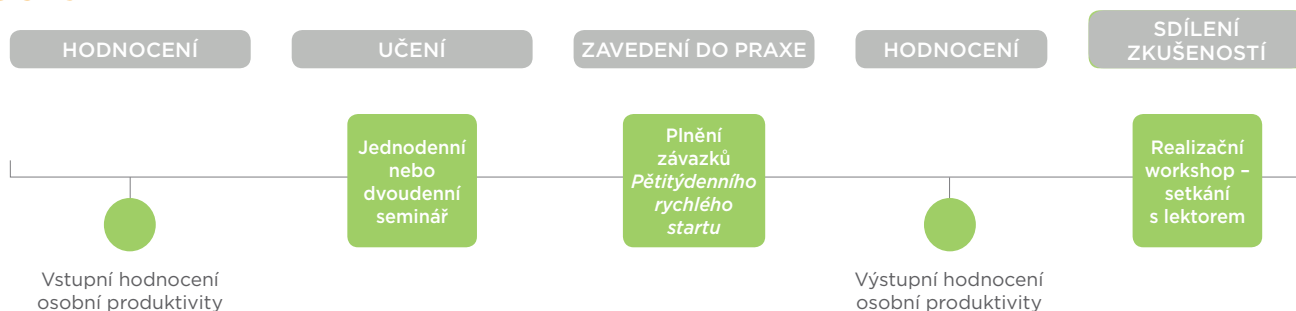 HODNOCENÍ
UČENÍ
ZAVEDENÍ DO PRAXE
HODNOCENÍ
SDÍLENÍ
ZKUŠENOSTÍ
Jednodenní
nebo
dvoudenní
seminář
Plnění
závazků
Pětitýdenního
rychlého
startu
Realizační
workshop –
setkání
s lektorem
Vstupní hodnocení
osobní produktivity
Výstupní hodnocení
osobní produktivity